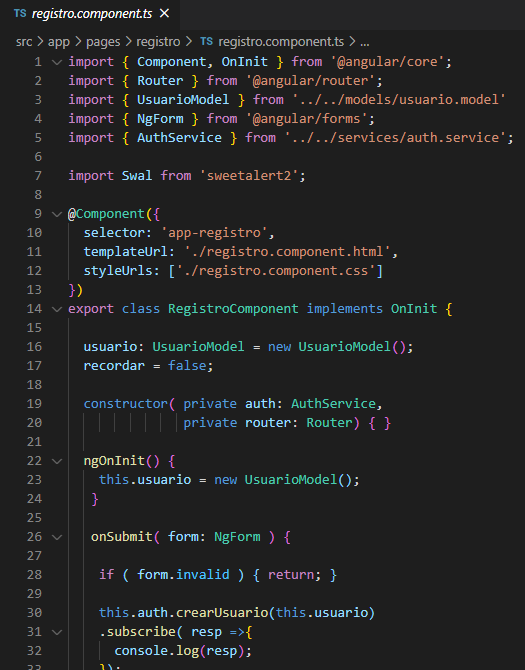 TS registro.component.ts ×
src > app > pages > registro > TS registro.component.ts > ...
1 import { Component, OnInit } from '@angular/core';
2 import { Router } from '@angular/router';
3 import { UsuarioModel } from '../../models/usuario.model'
4 import { NgForm } from '@angular/forms';
5 import { AuthService } from '../../services/auth.service';
6
7 import Swal from 'sweetalert2';
8
9 @Component({
10 selector: 'app-registro',
11 templateUrl: './registro.component.html',
12 styleUrls: ['./registro.component.css']
13 })
14 export class RegistroComponent implements OnInit {
15
16 usuario: UsuarioModel = new UsuarioModel();
17 recordar = false;
18
19 constructor( private auth: AuthService,
20 private router: Router) { }
21
22 ngOnInit() {
23 this.usuario = new UsuarioModel();
24 }
25
26 onSubmit( form: NgForm ) {
27
28 if ( form.invalid ) { return; }
29
30 this.auth.crearUsuario(this.usuario)
31 .subscribe( resp =>{
32 console.log(resp);
33 });